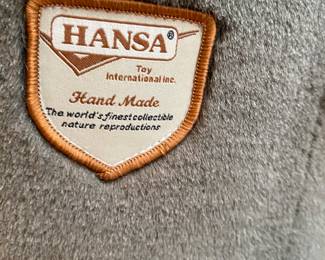 HANSA®
Toy
International Inc.
Hand Made
The world's finest collectible
nature reproductions